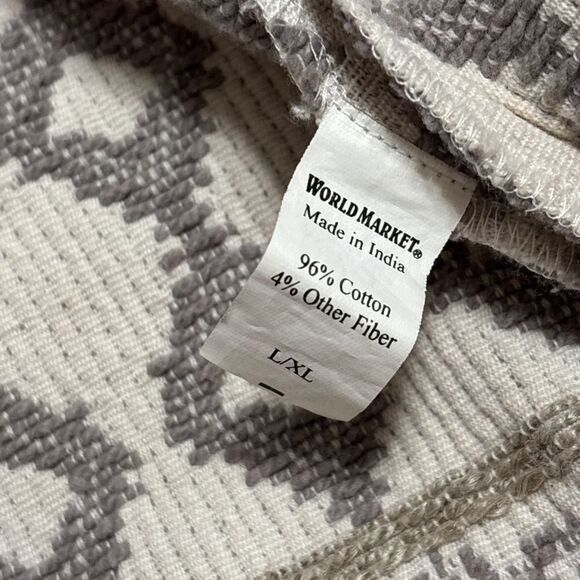 WORLD MARKET®
Made in India
96% Cotton
4% Other Fiber
L/XL